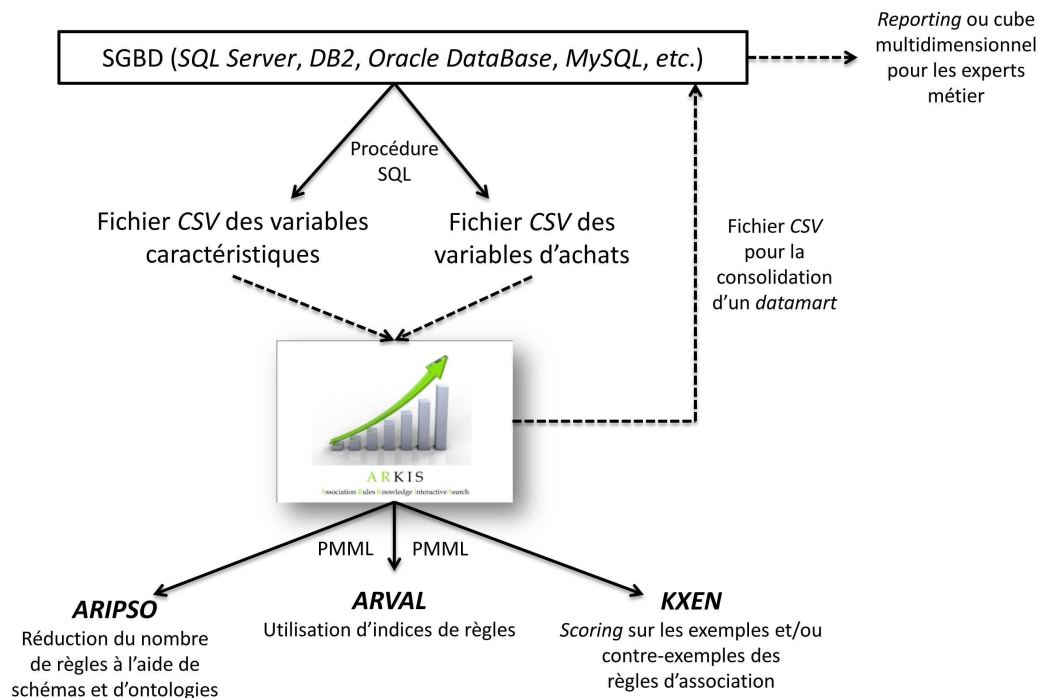 SGBD (SQL Server, DB2, Oracle DataBase, MySQL, etc.)
Reporting ou cube
multidimensionnel
pour les experts
métier
Procédure
SQL
Fichier CSV des variables
caractéristiques
Fichier CSV des
variables d'achats
Fichier CSV
pour la
consolidation
d'un datamart
ARKIS
Association Rules Knowledge Interactive Search
PMML
PMML
ARIPSO
Réduction du nombre
de règles à l'aide de
schémas et d'ontologies
ARVAL
Utilisation d'indices de règles
KXEN
Scoring sur les exemples et/ou
contre-exemples des
règles d'association